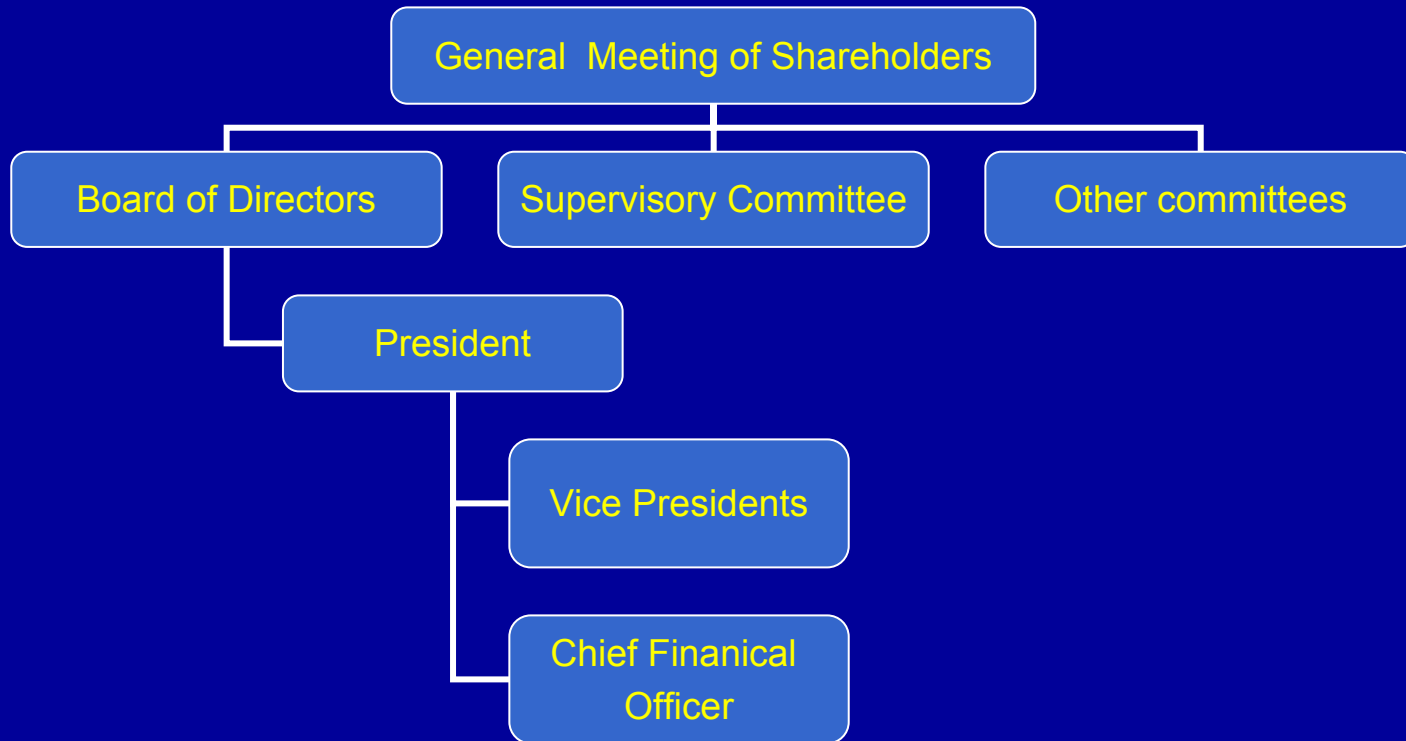 General  Meeting of Shareholders
Board of Directors
Supervisory Committee
Other committees
President
Vice Presidents
Chief Finanical
Officer